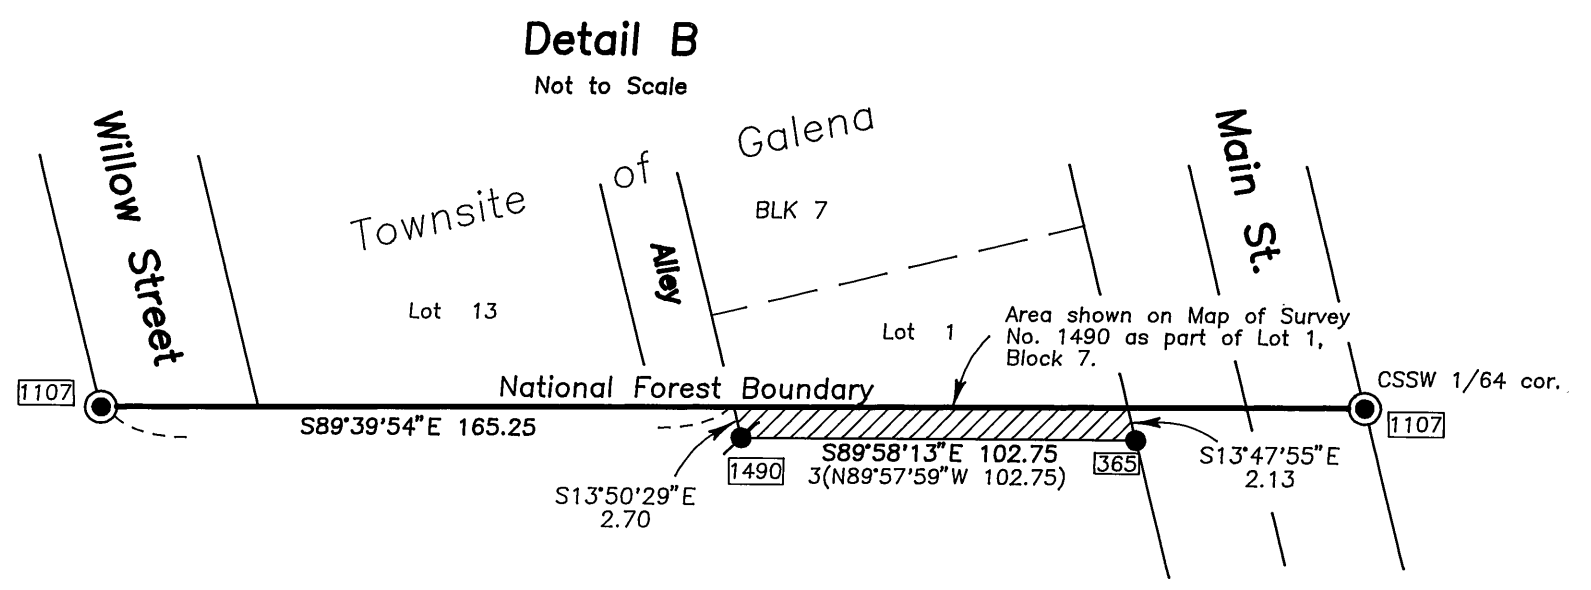 Detail B
Not to Scale
Willow Street
Townsite of Galena
Alley
BLK 7
Main St.
Lot 13
Lot 1
Area shown on Map of Survey
No. 1490 as part of Lot 1,
Block 7.
National Forest Boundary
CSSW 1/64 cor.
1107
1107
S89°39'54"E 165.25
S89°58'13"E 102.75
3(N89°57'59"W 102.75)
1490
365
S13°47'55"E
2.13
S13°50'29"E
2.70